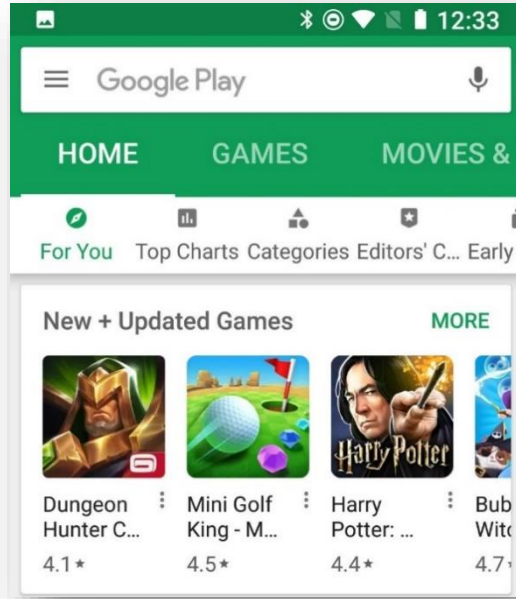 12:33
Google Play
HOME GAMES MOVIES &
For You Top Charts Categories Editors' C... Early
New + Updated Games MORE
Harry Potter
Dungeon Mini Golf Harry Bub
Hunter C... King - M... Potter: ... Witc
4.1★ 4.5★ 4.4★ 4.7